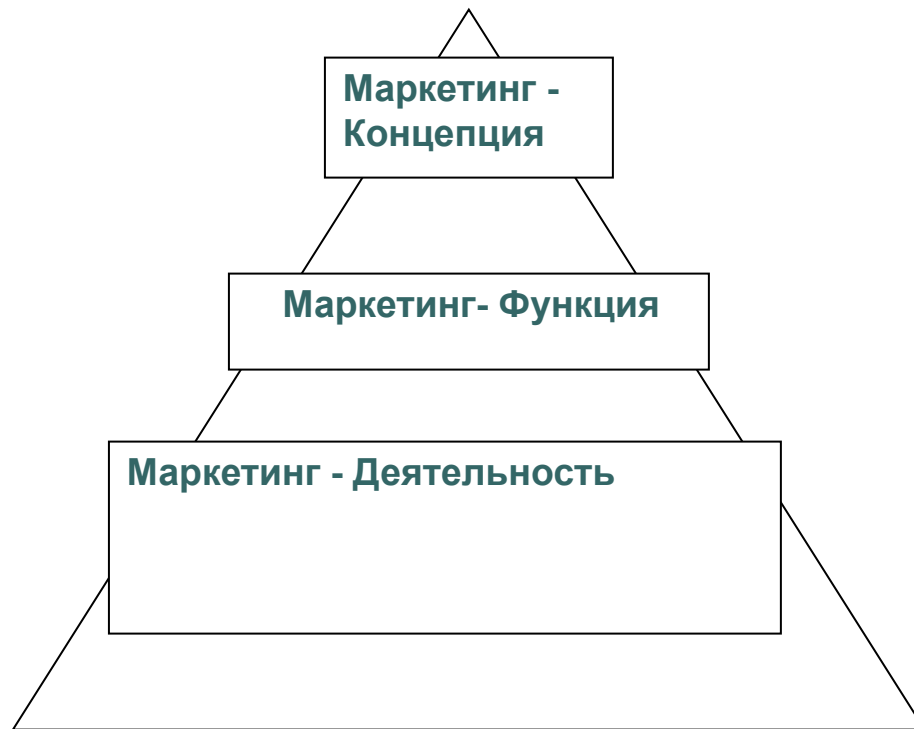 Маркетинг -
Концепция
Маркетинг- Функция
Маркетинг - Деятельность